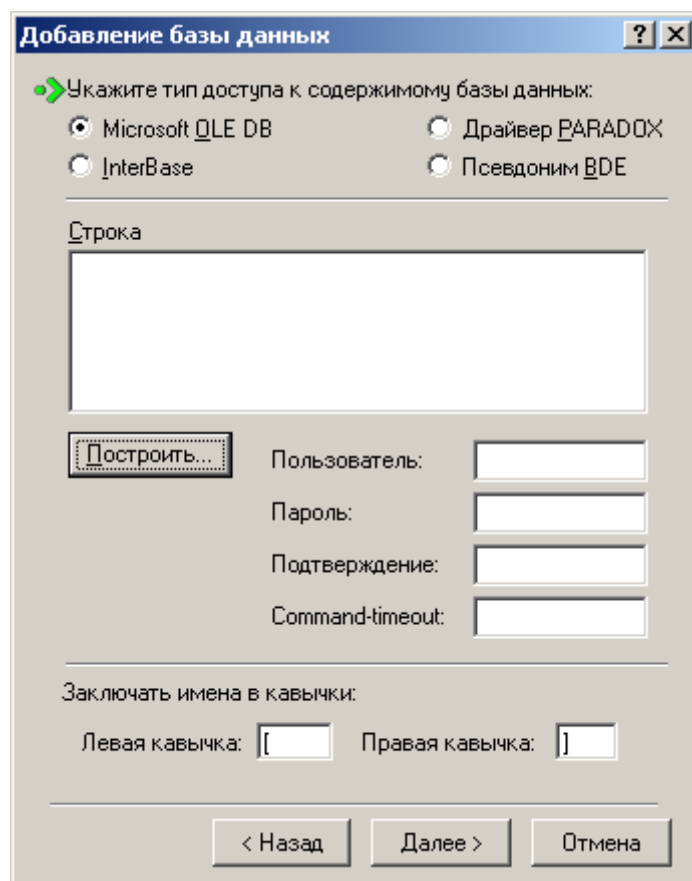 Добавление базы данных
Укажите тип доступа к содержимому базы данных:
Microsoft OLE DB Драйвер PARADOX
InterBase Псевдоним BDE
Строка
Построить... Пользователь:
Пароль:
Подтверждение:
Command-timeout:
Заключать имена в кавычки:
Левая кавычка: [ Правая кавычка: ]
< Назад Далее > Отмена